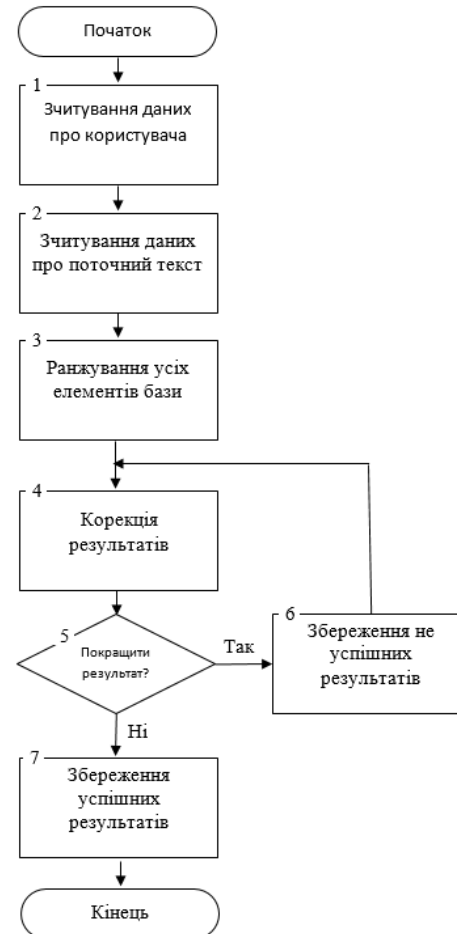 Початок
1
Зчитування даних
про користувача
2
Зчитування даних
про поточний текст
3
Ранжування усіх
елементів бази
4
Корекція
результатів
5
Покращити
результат?
Так
6
Збереження не
успішних
результатів
Ні
7
Збереження
успішних
результатів
Кінець